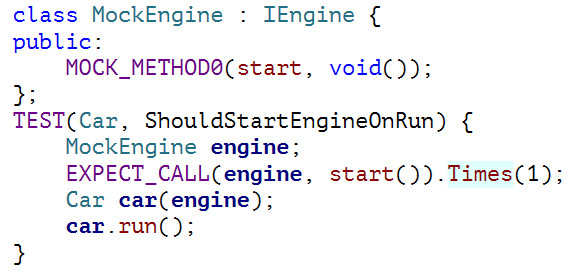 class MockEngine : IEngine {
public:
    MOCK_METHOD0(start, void());
};
TEST(Car, ShouldStartEngineOnRun) {
    MockEngine engine;
    EXPECT_CALL(engine, start()).Times(1);
    Car car(engine);
    car.run();
}